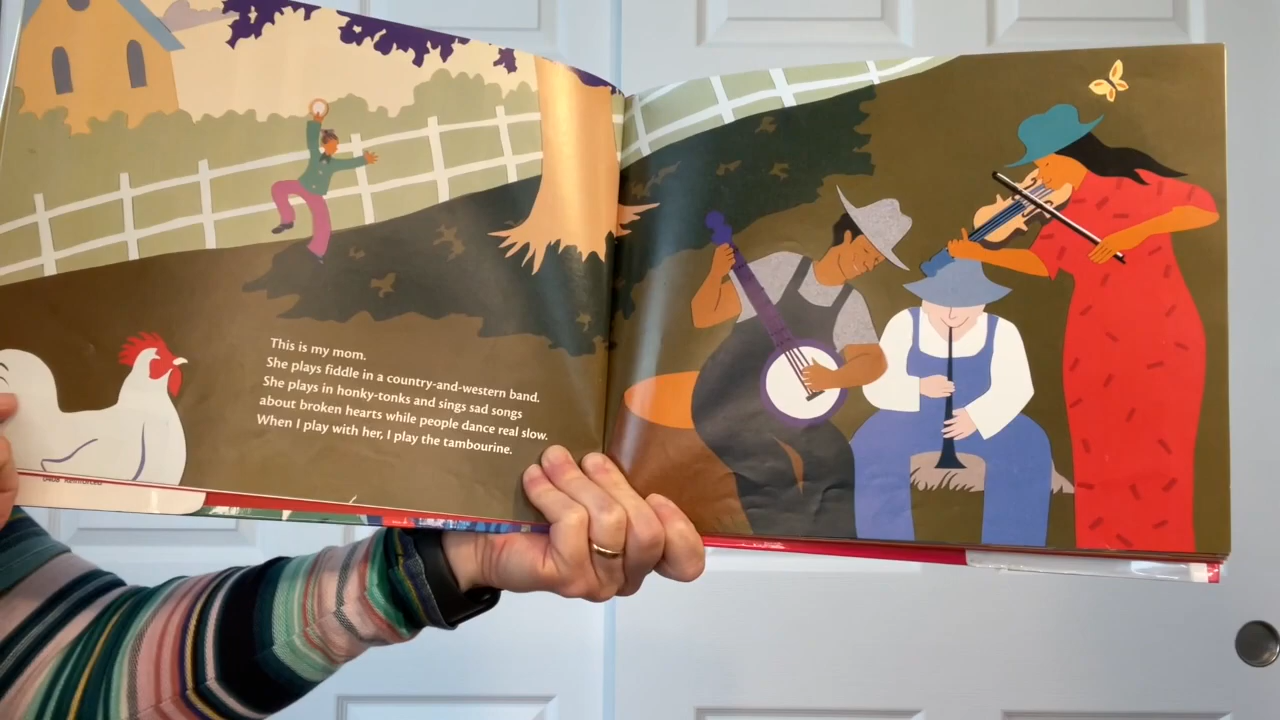 This is my mom.
She plays fiddle in a country-and-western band.
She plays in honky-tonks and sings sad songs
about broken hearts while people dance real slow.
When I play with her, I play the tambourine.